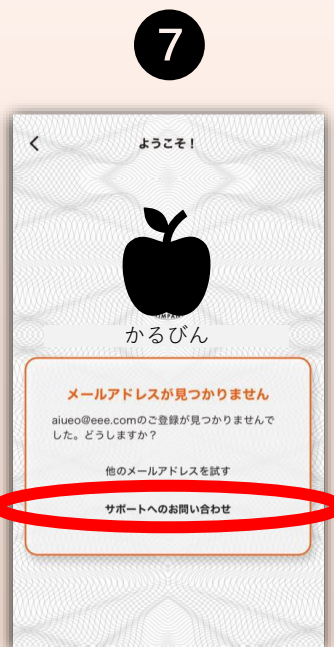 7
ようこそ！
かるびん
メールアドレスが見つかりません
aiueo@eee.comのご登録が見つかりませんで
した。どうしますか？
他のメールアドレスを試す
サポートへのお問い合わせ